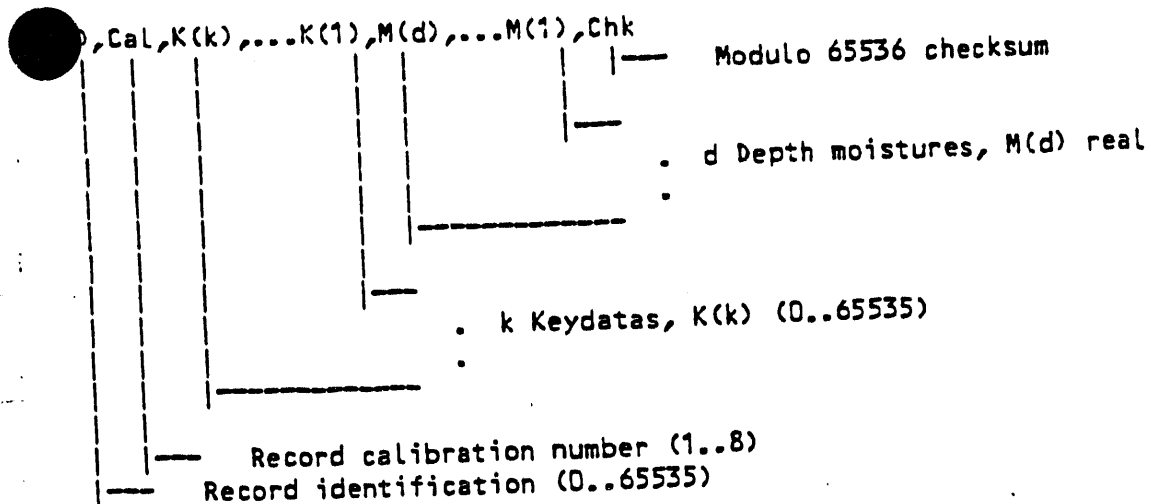 ,Cal,K(k),...K(1),M(d),...M(1),Chk
Modulo 65536 checksum
d Depth moistures, M(d) real
k Keydatas, K(k) (0..65535)
Record calibration number (1..8)
Record identification (0..65535)